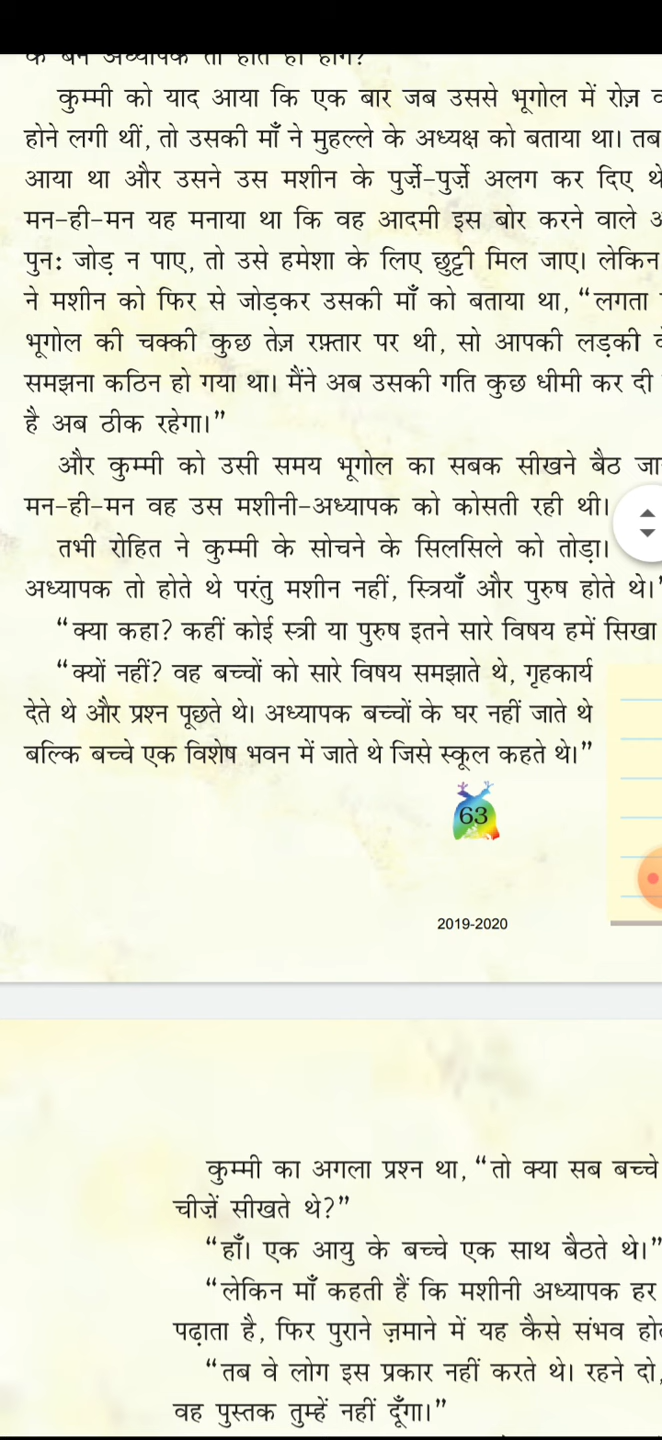 के बने अध्यापक तो होते ही होंगे?
कुम्मी को याद आया कि एक बार जब उससे भूगोल में रोज़
होने लगी थीं, तो उसकी माँ ने मुहल्ले के अध्यक्ष को बताया था। तब
आया था और उसने उस मशीन के पुर्ज़े-पुर्ज़े अलग कर दिए थे
मन-ही-मन यह मनाया था कि वह आदमी इस बोर करने वाले
पुनः जोड़ न पाए, तो उसे हमेशा के लिए छुट्टी मिल जाए। लेकिन
ने मशीन को फिर से जोड़कर उसकी माँ को बताया था, “लगता
भूगोल की चक्की कुछ तेज़ रफ़्तार पर थी, सो आपकी लड़की
समझना कठिन हो गया था। मैंने अब उसकी गति कुछ धीमी कर दी
है अब ठीक रहेगा।”
और कुम्मी को उसी समय भूगोल का सबक सीखने बैठ जा
मन-ही-मन वह उस मशीनी-अध्यापक को कोसती रही थी।
तभी रोहित ने कुम्मी के सोचने के सिलसिले को तोड़ा।
अध्यापक तो होते थे परंतु मशीन नहीं, स्त्रियाँ और पुरुष होते थे।”
“क्या कहा? कहीं कोई स्त्री या पुरुष इतने सारे विषय हमें सिखा
“क्यों नहीं? वह बच्चों को सारे विषय समझाते थे, गृहकार्य
देते थे और प्रश्न पूछते थे। अध्यापक बच्चों के घर नहीं जाते थे
बल्कि बच्चे एक विशेष भवन में जाते थे जिसे स्कूल कहते थे।”
63
2019-2020
कुम्मी का अगला प्रश्न था, “तो क्या सब बच्चे
चीज़ें सीखते थे?”
“हाँ। एक आयु के बच्चे एक साथ बैठते थे।”
“लेकिन माँ कहती हैं कि मशीनी अध्यापक हर
पढ़ाता है, फिर पुराने ज़माने में यह कैसे संभव
“तब वे लोग इस प्रकार नहीं करते थे। रहने दो,
वह पुस्तक तुम्हें नहीं दूँगा।”